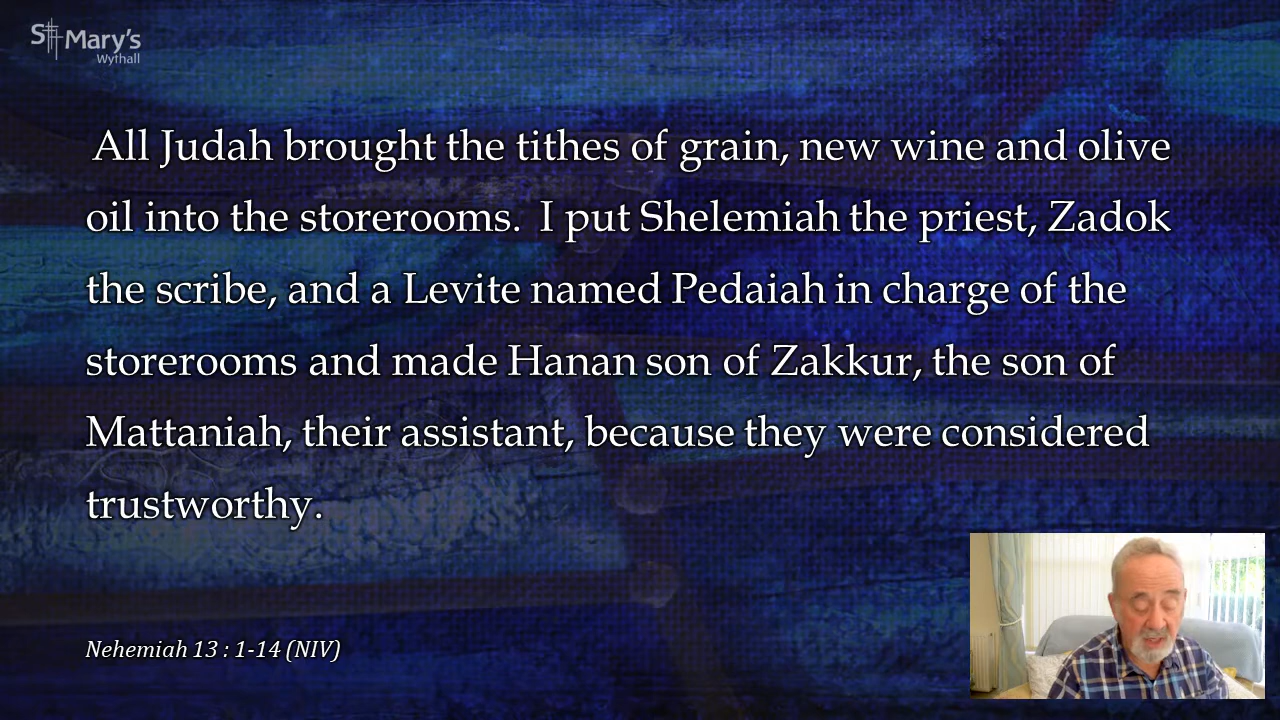 St Mary's
Wythall
All Judah brought the tithes of grain, new wine and olive
oil into the storerooms.  I put Shelemiah the priest, Zadok
the scribe, and a Levite named Pedaiah in charge of the
storerooms and made Hanan son of Zakkur, the son of
Mattaniah, their assistant, because they were considered
trustworthy.
Nehemiah 13 : 1-14 (NIV)